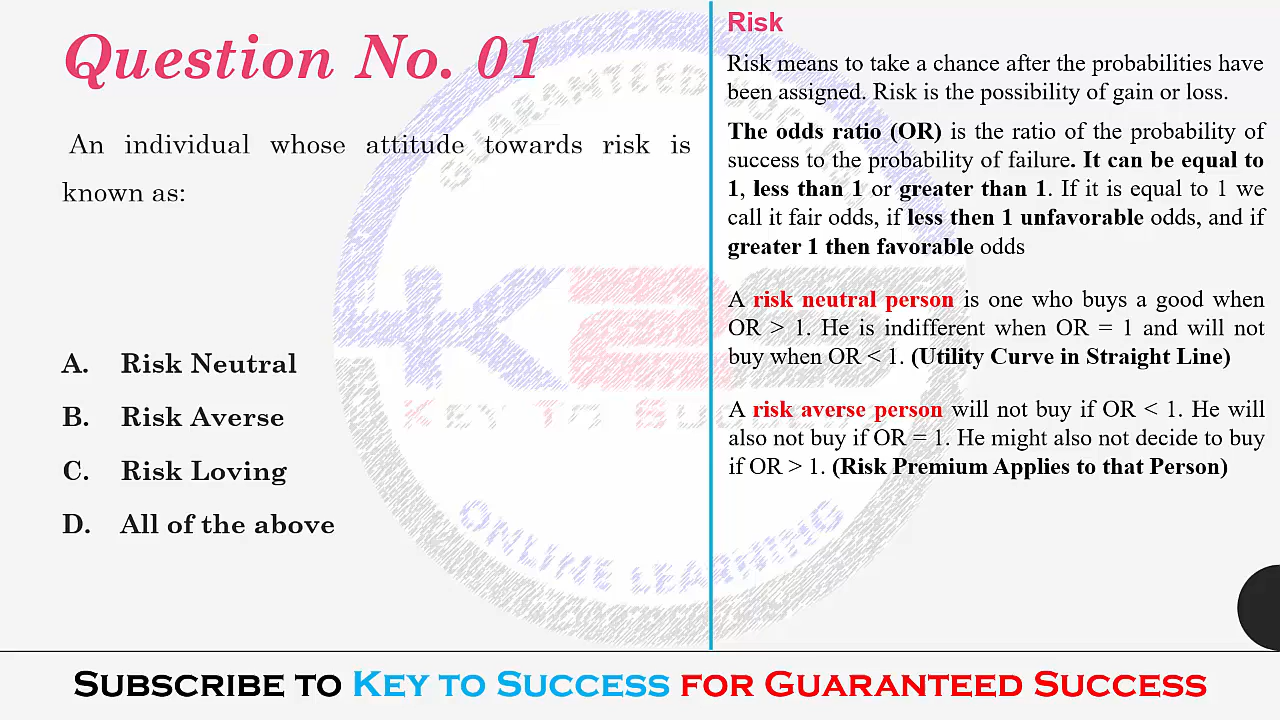 Question No. 01
An individual whose attitude towards risk is
known as:
A. Risk Neutral
B. Risk Averse
C. Risk Loving
D. All of the above
Risk
Risk means to take a chance after the probabilities have
been assigned. Risk is the possibility of gain or loss.
The odds ratio (OR) is the ratio of the probability of
success to the probability of failure. It can be equal to
1, less than 1 or greater than 1. If it is equal to 1 we
call it fair odds, if less then 1 unfavorable odds, and if
greater 1 then favorable odds
A risk neutral person is one who buys a good when
OR > 1. He is indifferent when OR = 1 and will not
buy when OR < 1. (Utility Curve in Straight Line)
A risk averse person will not buy if OR < 1. He will
also not buy if OR = 1. He might also not decide to buy
if OR > 1. (Risk Premium Applies to that Person)
GUARANTEED SUCCESS
K2S
KEY TO SUCCESS
ONLINE LEARNING
SUBSCRIBE TO KEY TO SUCCESS FOR GUARANTEED SUCCESS